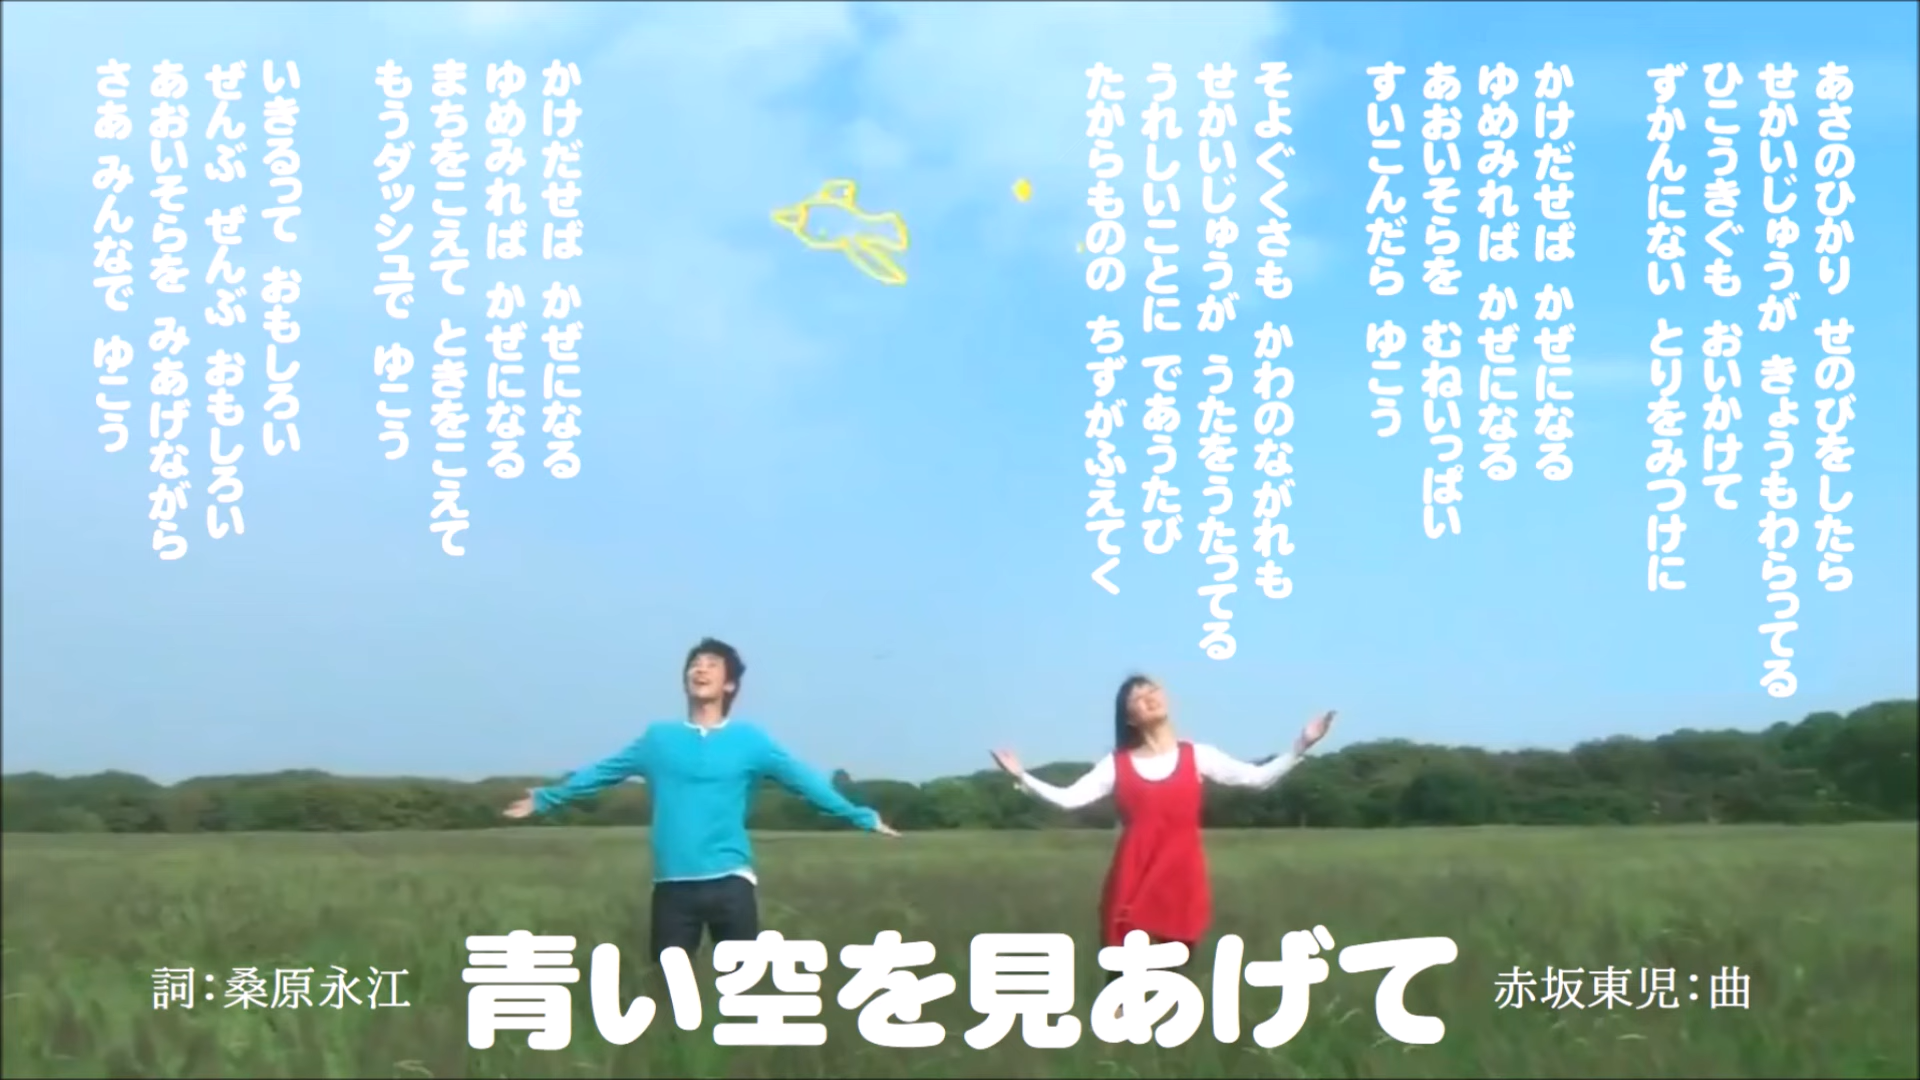 あさのひかり せのびをしたら
せかいじゅうが きょうもわらってる
ひこうきぐも おいかけて
ずかんにない とりをみつけに
かけだせば かぜになる
ゆめみれば かぜになる
あおいそらを むねいっぱい
すいこんだら ゆこう
そよぐくさも かわのながれも
せかいじゅうが うたをうたってる
うれしいことに であうたび
たからものの ちずがふえてく
かけだせば かぜになる
ゆめみれば かぜになる
まちをこえて ときをこえて
もうダッシュで ゆこう
いきるって おもしろい
ぜんぶ ぜんぶ おもしろい
あおいそらを みあげながら
さあ みんなで ゆこう
詞：桑原永江
青い空を見あげて
赤坂東児：曲